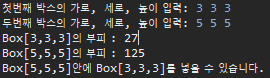 첫번째 박스의 가로, 세로, 높이 입력: 3 3 3
두번째 박스의 가로, 세로, 높이 입력: 5 5 5
Box[3,3,3]의 부피 : 27
Box[5,5,5]의 부피 : 125
Box[5,5,5]안에 Box[3,3,3]를 넣을 수 있습니다.